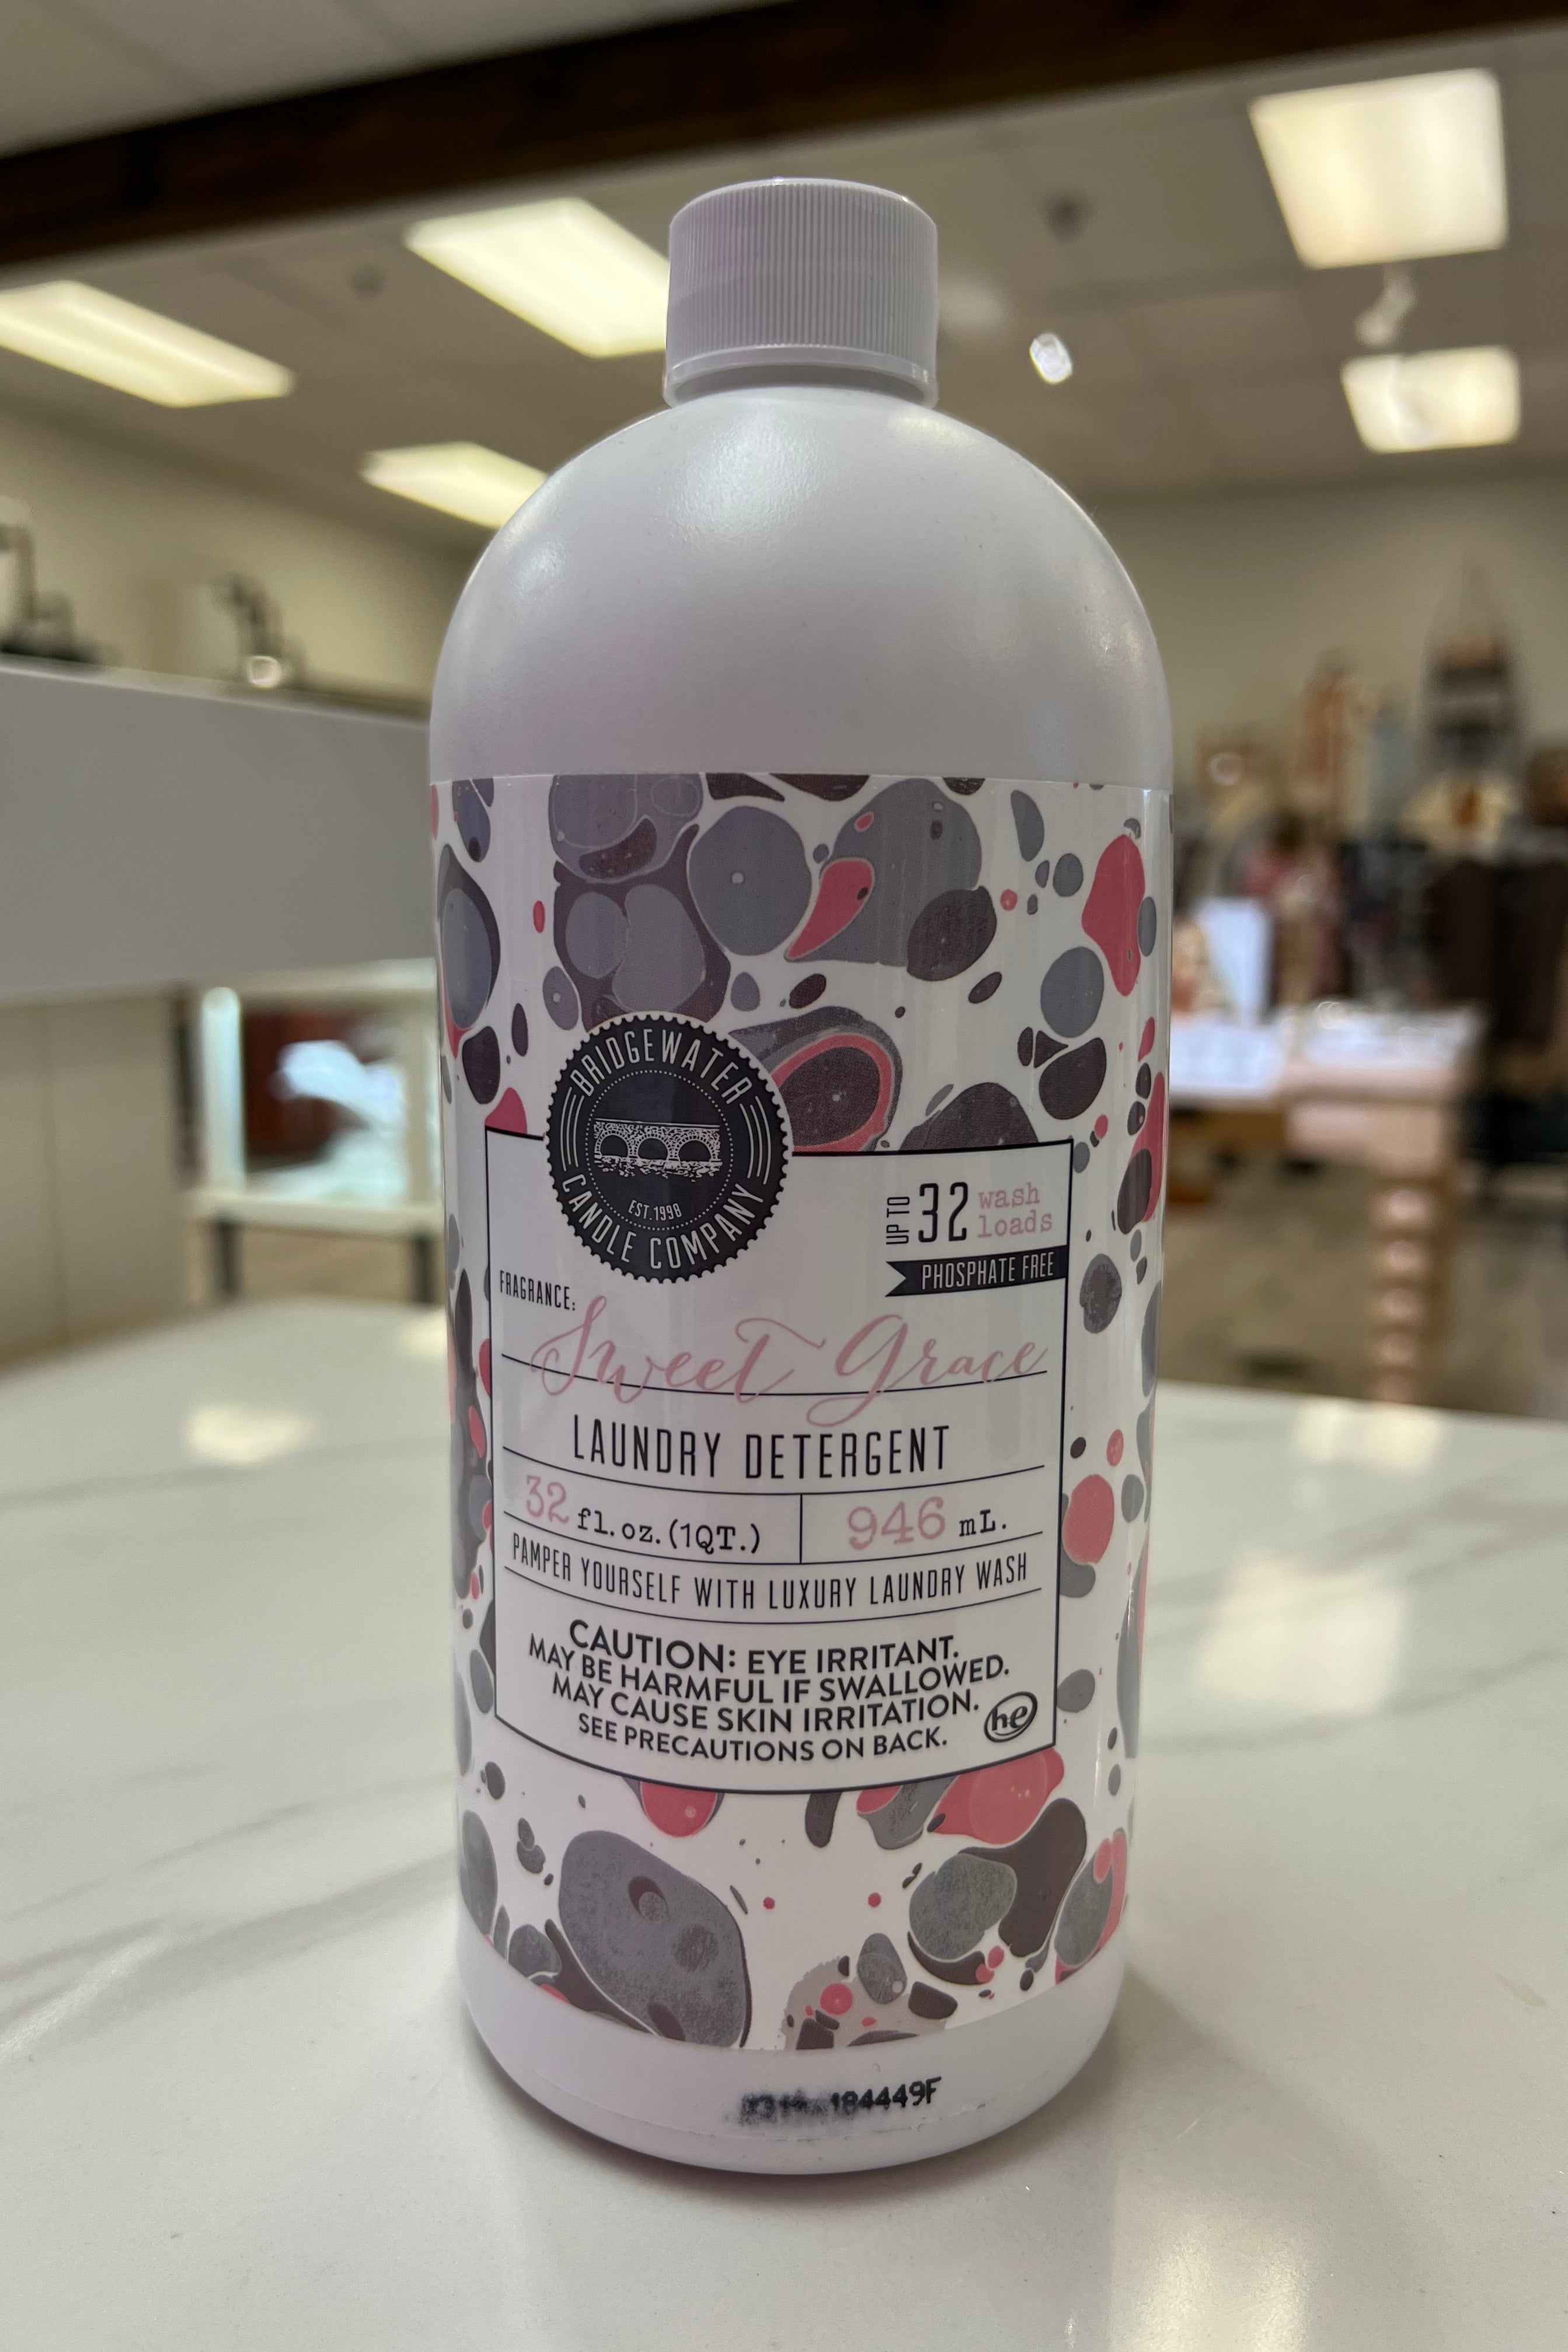 BRIDGEWATER
EST.1998
CANDLE COMPANY
UP TO 32 wash loads
PHOSPHATE FREE
FRAGRANCE:
Sweet Grace
LAUNDRY DETERGENT
32 fl.oz.(1QT.) 946 mL.
PAMPER YOURSELF WITH LUXURY LAUNDRY WASH
CAUTION: EYE IRRITANT.
MAY BE HARMFUL IF SWALLOWED.
MAY CAUSE SKIN IRRITATION.
SEE PRECAUTIONS ON BACK.
he
184449F